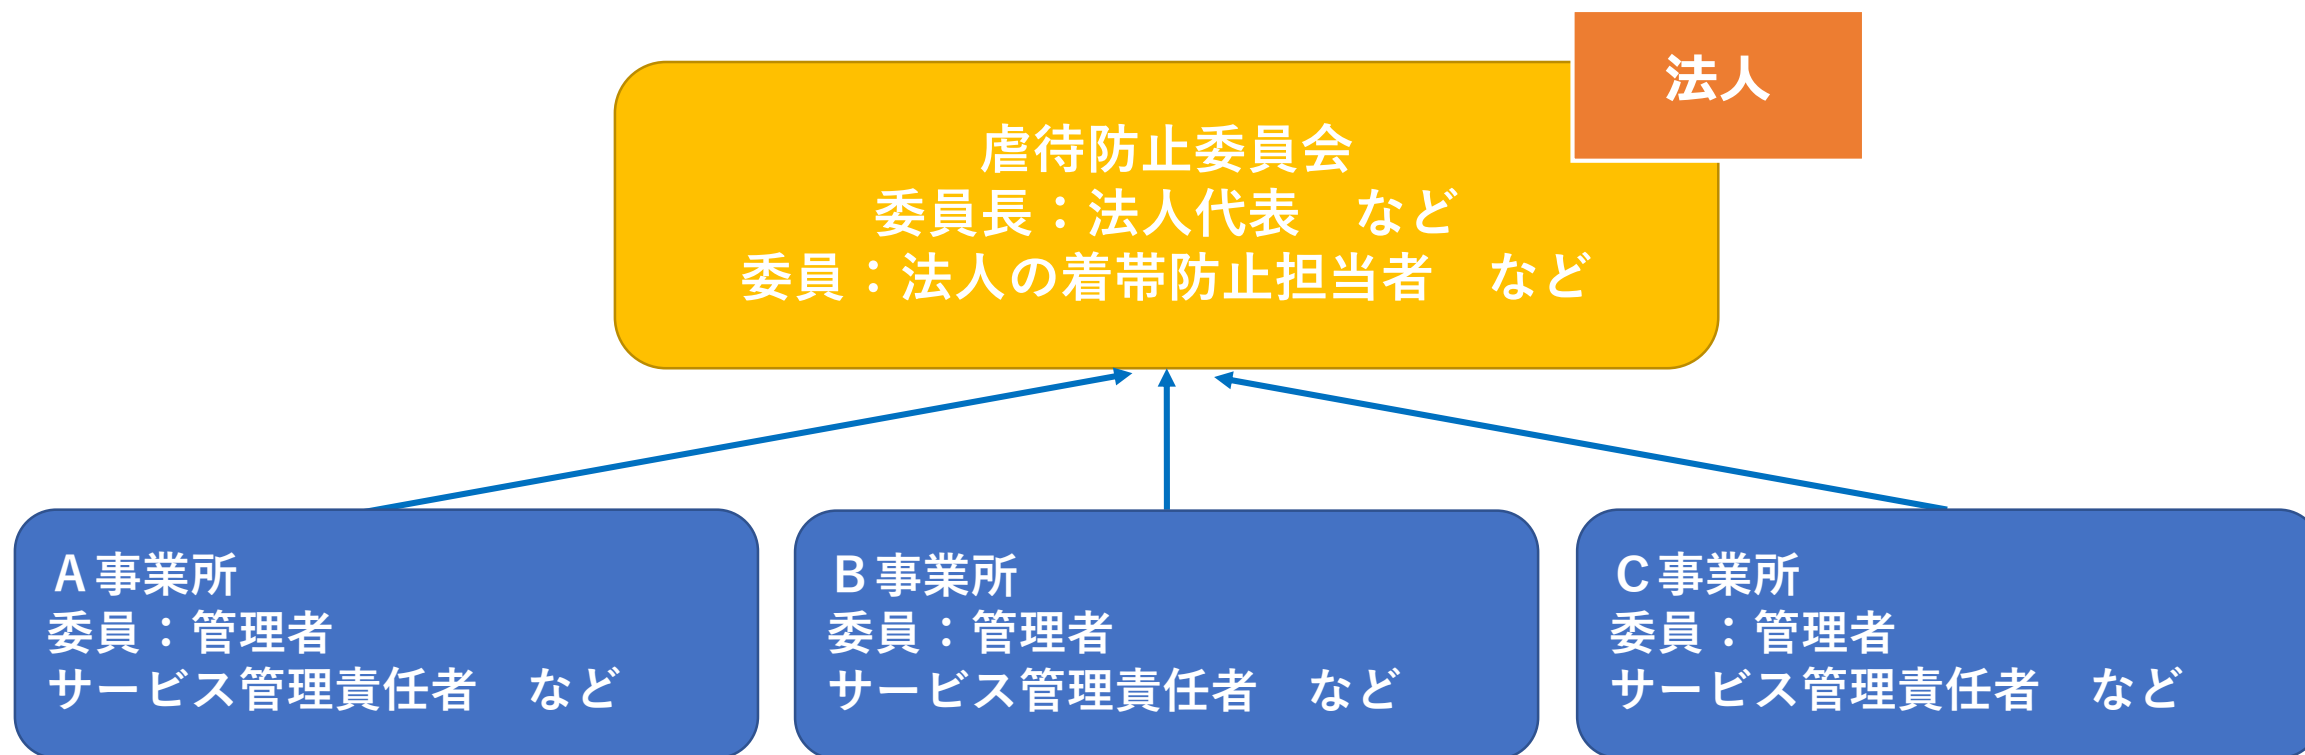 法人
虐待防止委員会
委員長：法人代表　など
委員：法人の着帯防止担当者　など
Ａ事業所
委員：管理者
サービス管理責任者　など
Ｂ事業所
委員：管理者
サービス管理責任者　など
Ｃ事業所
委員：管理者
サービス管理責任者　など